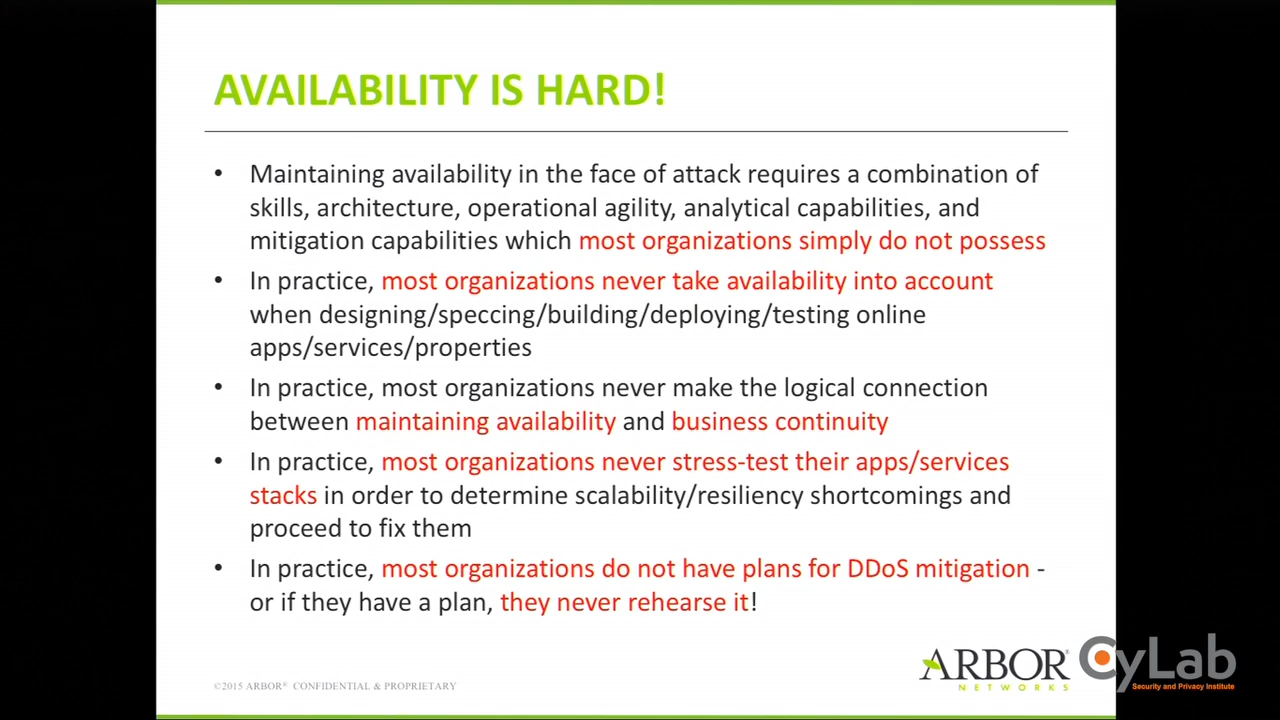 AVAILABILITY IS HARD!
• Maintaining availability in the face of attack requires a combination of
skills, architecture, operational agility, analytical capabilities, and
mitigation capabilities which most organizations simply do not possess
• In practice, most organizations never take availability into account
when designing/speccing/building/deploying/testing online
apps/services/properties
• In practice, most organizations never make the logical connection
between maintaining availability and business continuity
• In practice, most organizations never stress-test their apps/services
stacks in order to determine scalability/resiliency shortcomings and
proceed to fix them
• In practice, most organizations do not have plans for DDoS mitigation -
or if they have a plan, they never rehearse it!
©2015 ARBOR® CONFIDENTIAL & PROPRIETARY
ARBOR®
NETWORKS
CyLab
Security and Privacy Institute